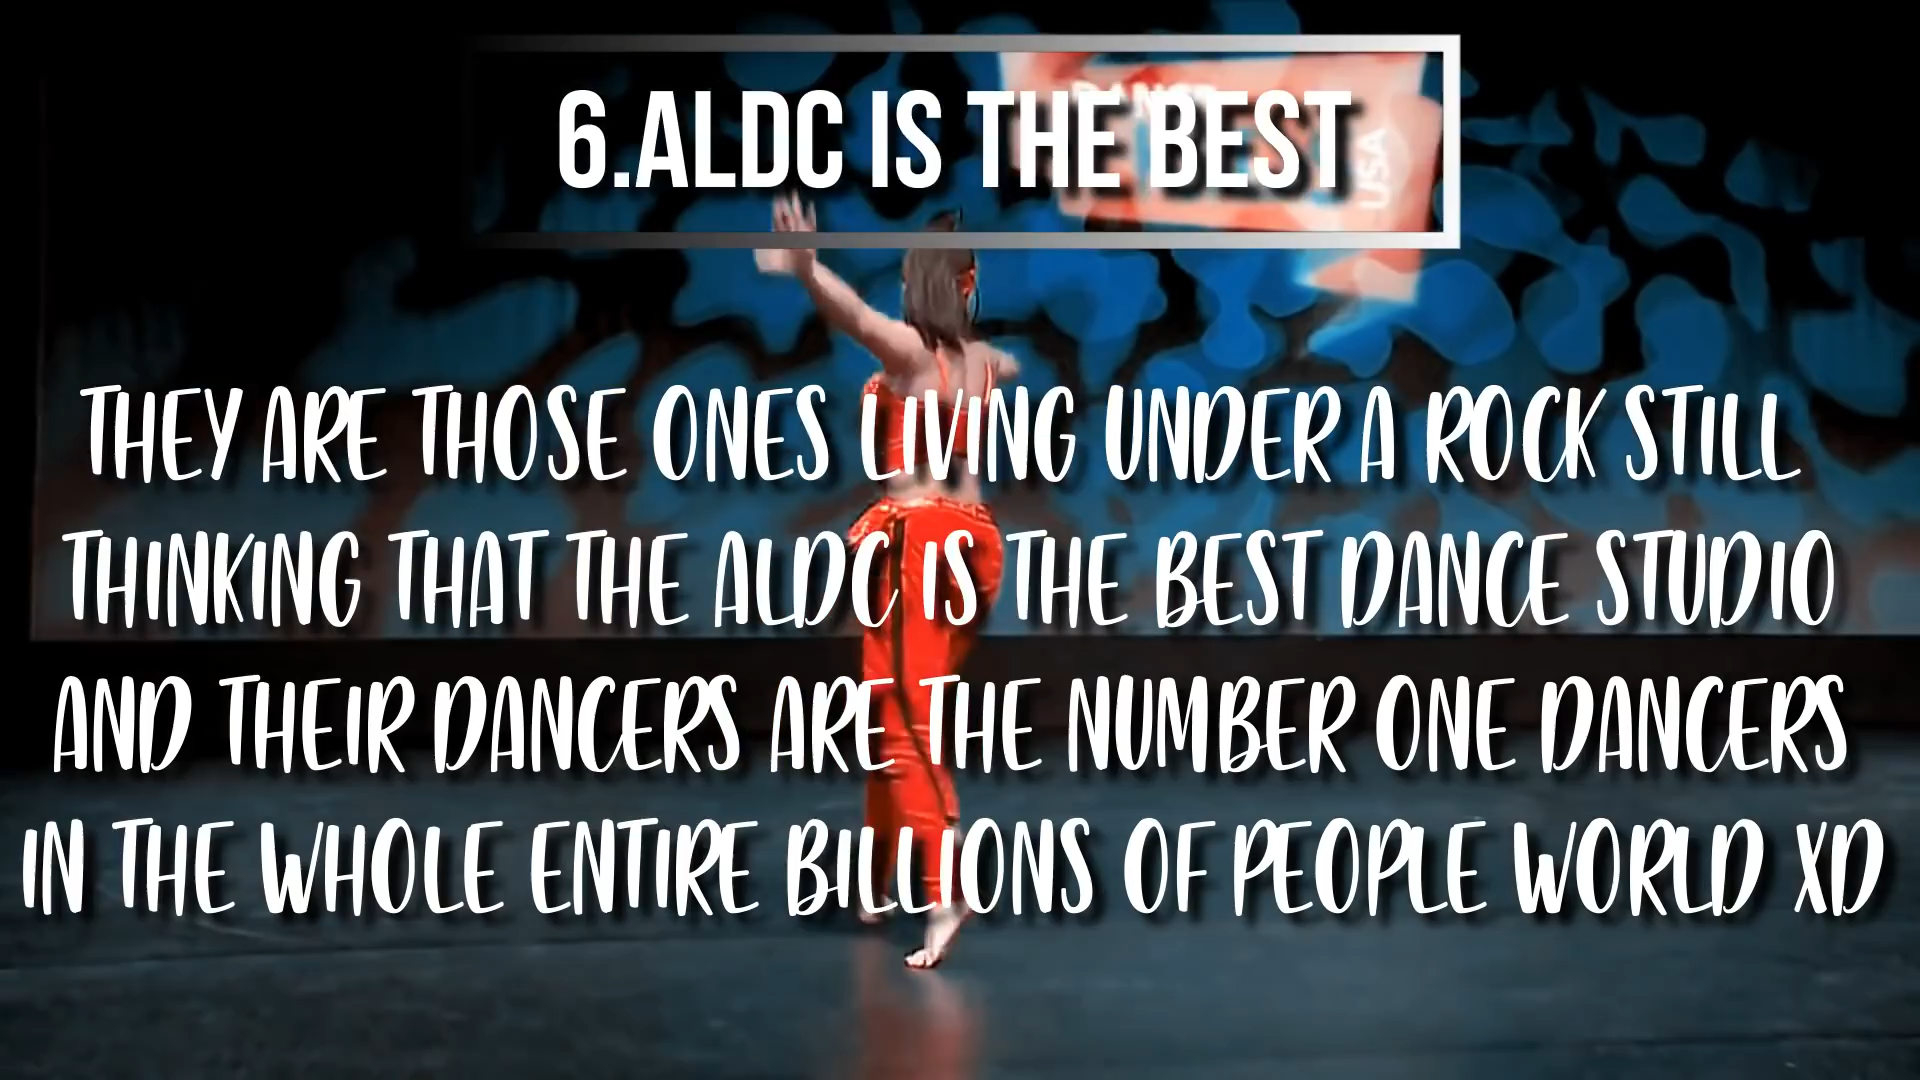 6.ALDC IS THE BEST
USA
THEY ARE THOSE ONES LIVING UNDER A ROCK STILL
THINKING THAT THE ALDC IS THE BEST DANCE STUDIO
AND THEIR DANCERS ARE THE NUMBER ONE DANCERS
IN THE WHOLE ENTIRE BILLIONS OF PEOPLE WORLD XD